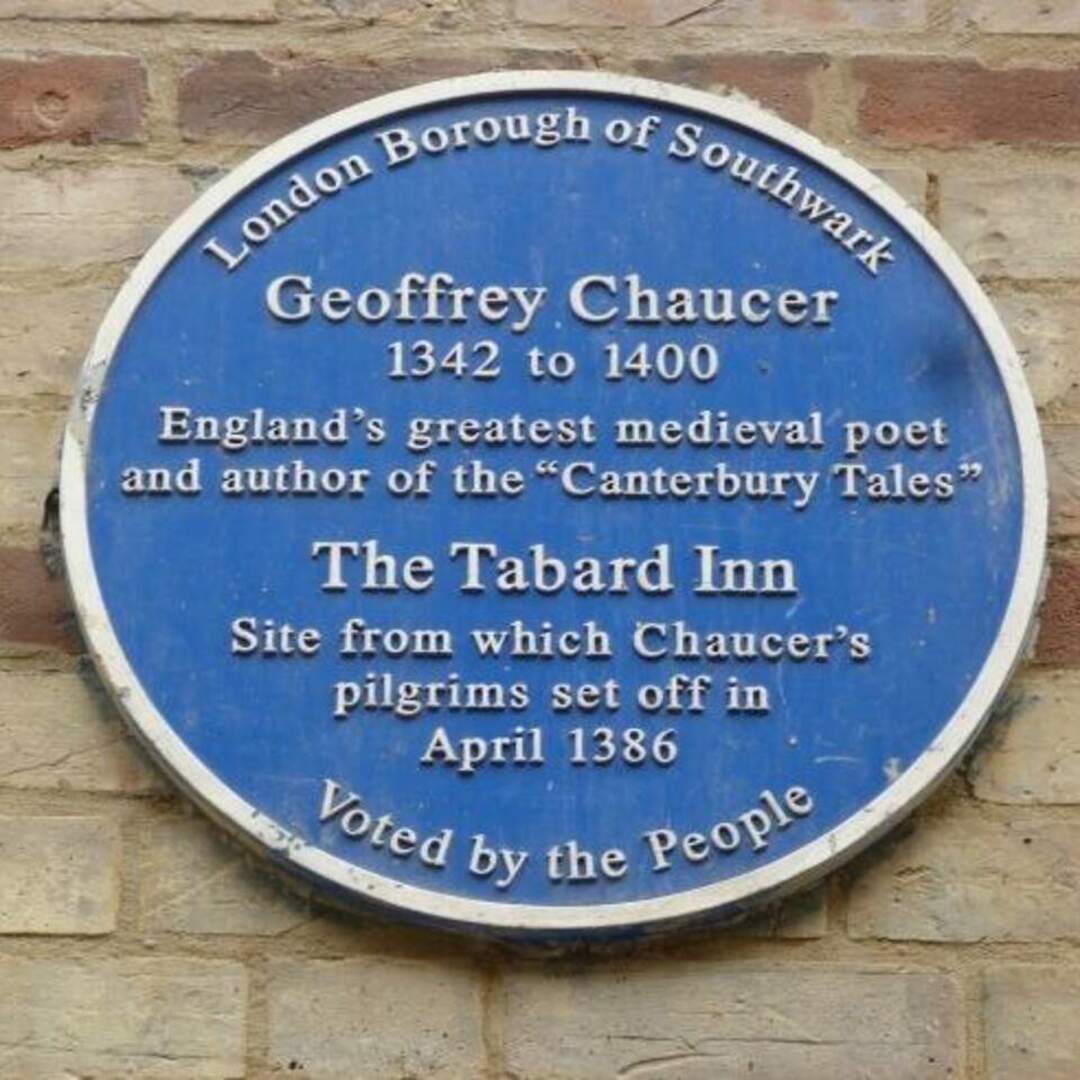 London Borough of Southwark
Geoffrey Chaucer
1342 to 1400
England's greatest medieval poet
and author of the “Canterbury Tales”
The Tabard Inn
Site from which Chaucer's
pilgrims set off in
April 1386
Voted by the People